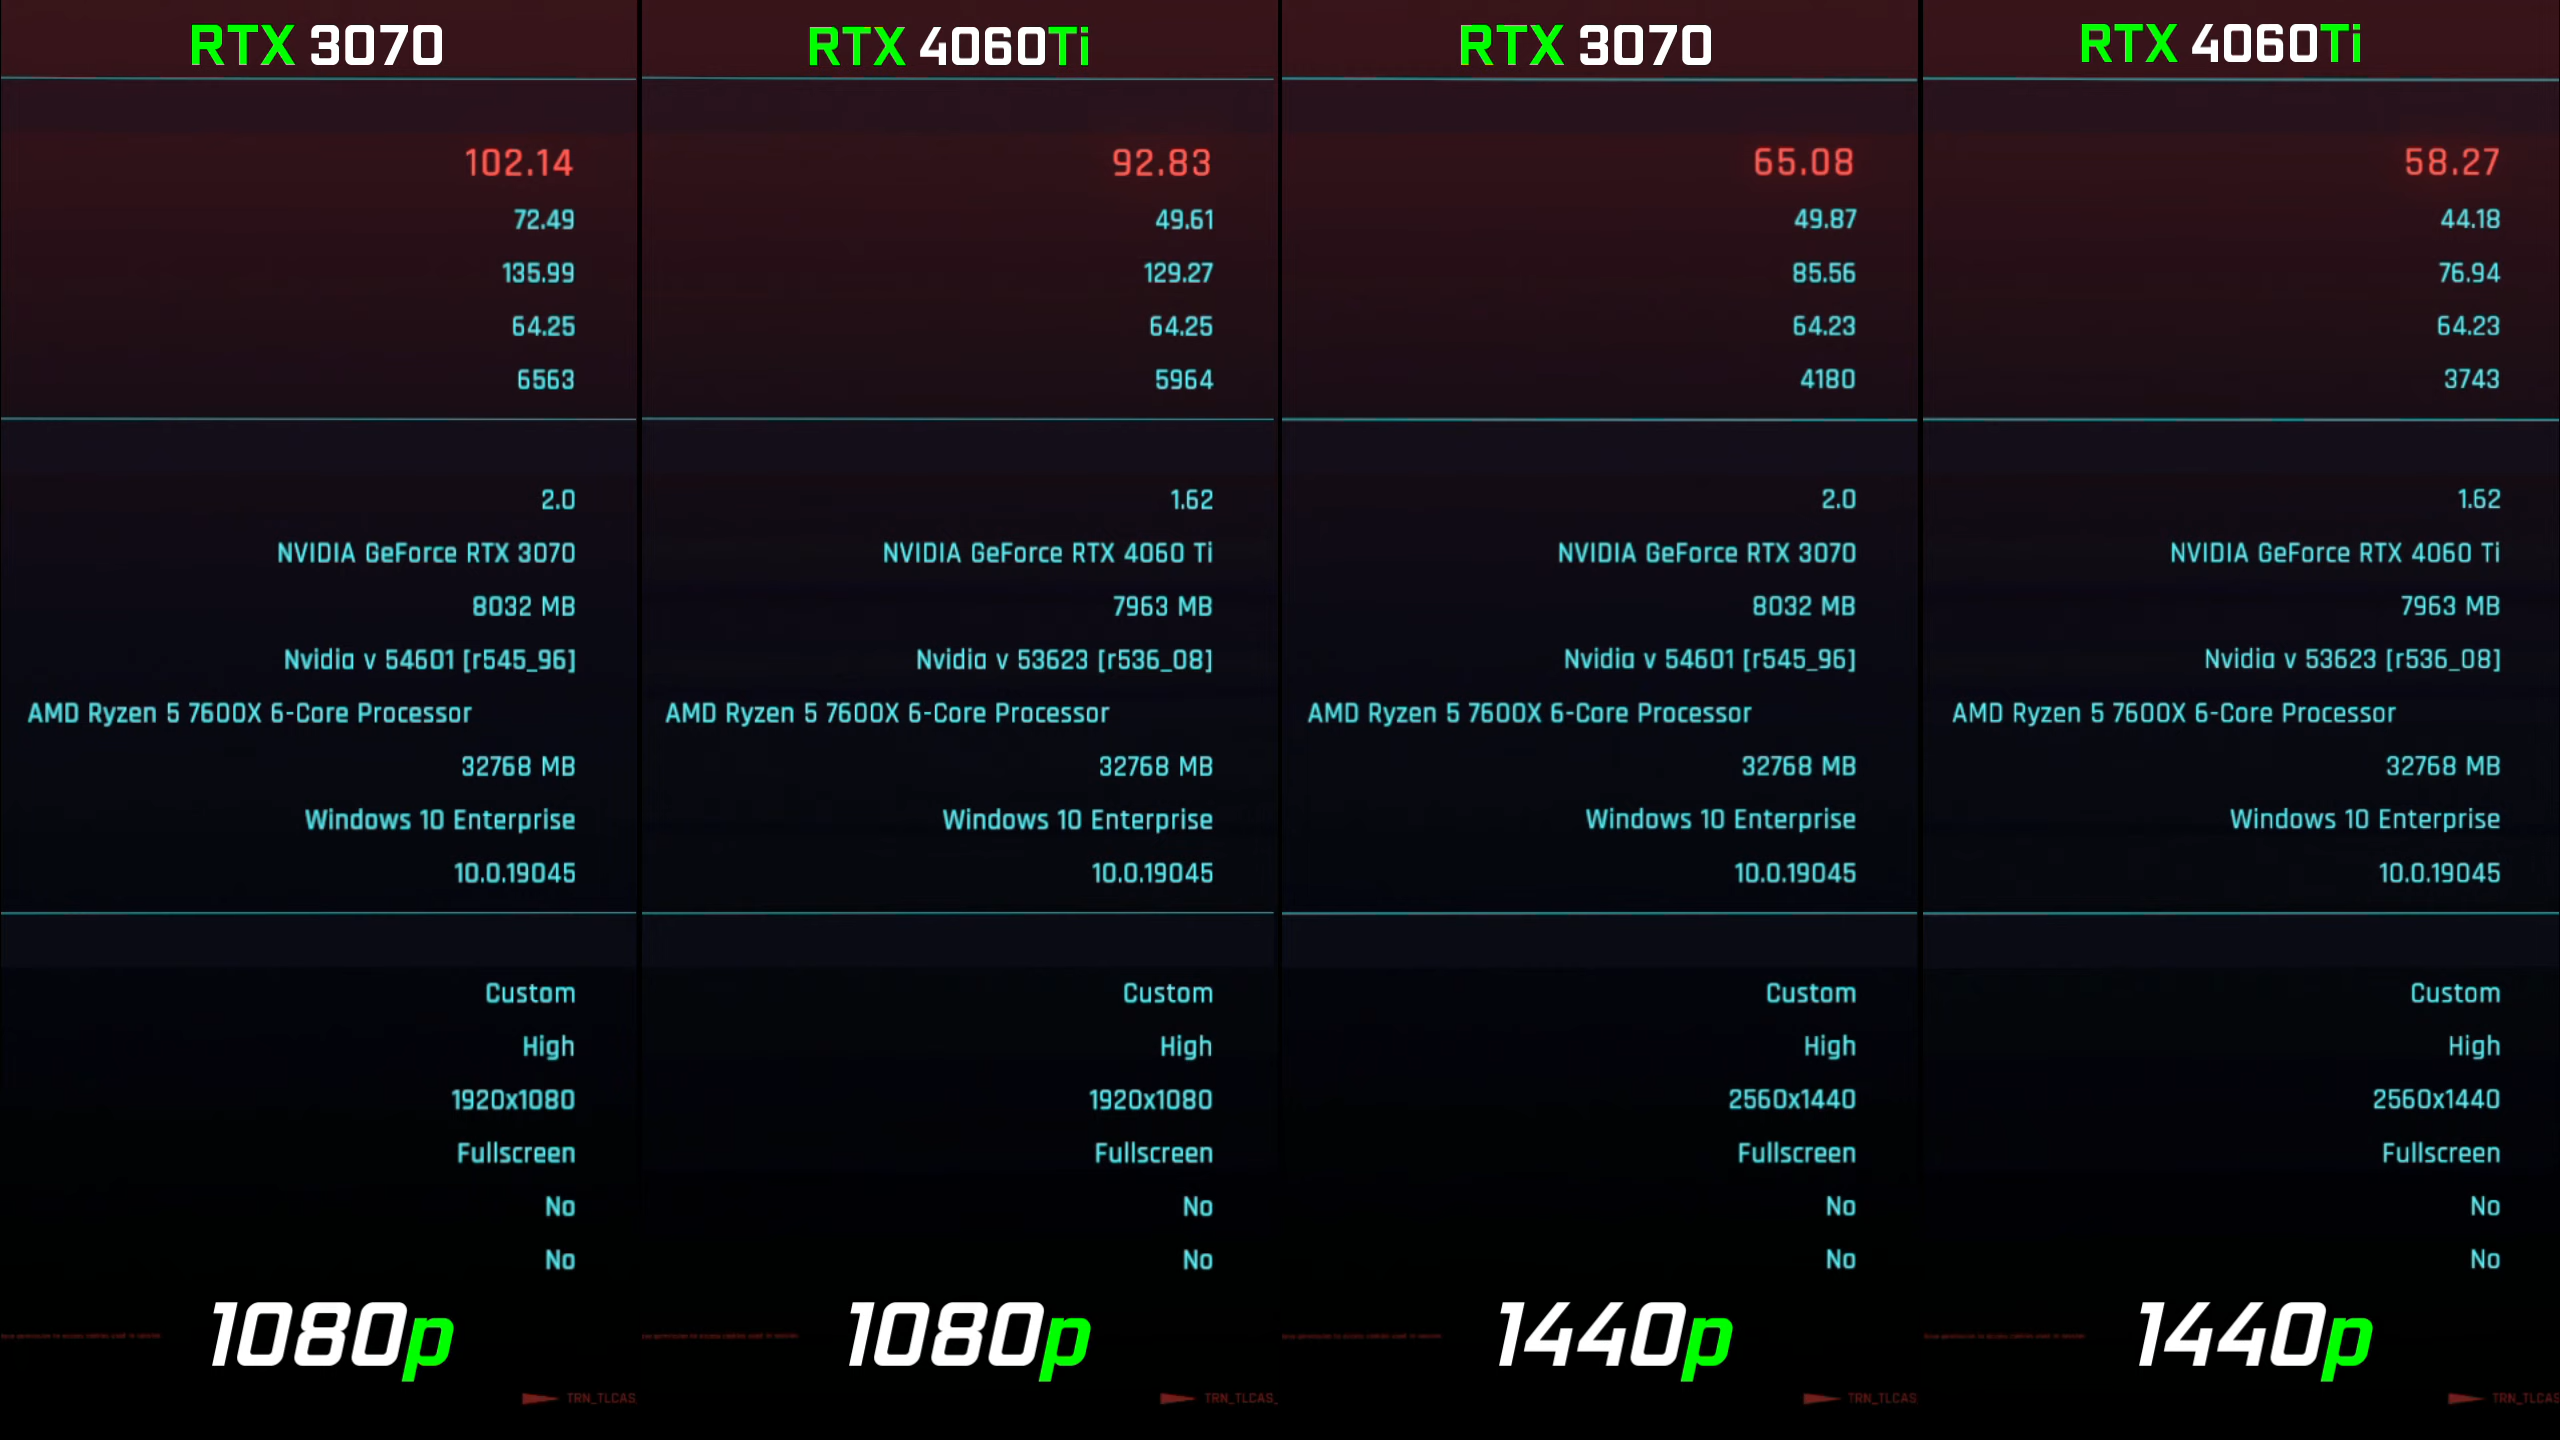 RTX 3070
102.14
72.49
135.99
64.25
6563
2.0
NVIDIA GeForce RTX 3070
8032 MB
Nvidia v 54601 [r545_96]
AMD Ryzen 5 7600X 6-Core Processor
32768 MB
Windows 10 Enterprise
10.0.19045
Custom
High
1920x1080
Fullscreen
No
No
1080p
TRN_TLCAS
RTX 4060Ti
92.83
49.61
129.27
64.25
5964
1.62
NVIDIA GeForce RTX 4060 Ti
7963 MB
Nvidia v 53623 [r536_08]
AMD Ryzen 5 7600X 6-Core Processor
32768 MB
Windows 10 Enterprise
10.0.19045
Custom
High
1920x1080
Fullscreen
No
No
1080p
TRN_TLCAS_
RTX 3070
65.08
49.87
85.56
64.23
4180
2.0
NVIDIA GeForce RTX 3070
8032 MB
Nvidia v 54601 [r545_96]
AMD Ryzen 5 7600X 6-Core Processor
32768 MB
Windows 10 Enterprise
10.0.19045
Custom
High
2560x1440
Fullscreen
No
No
1440p
TRN_TLCAS
RTX 4060Ti
58.27
44.18
76.94
64.23
3743
1.62
NVIDIA GeForce RTX 4060 Ti
7963 MB
Nvidia v 53623 [r536_08]
AMD Ryzen 5 7600X 6-Core Processor
32768 MB
Windows 10 Enterprise
10.0.19045
Custom
High
2560x1440
Fullscreen
No
No
1440p
TRN_TLCAS